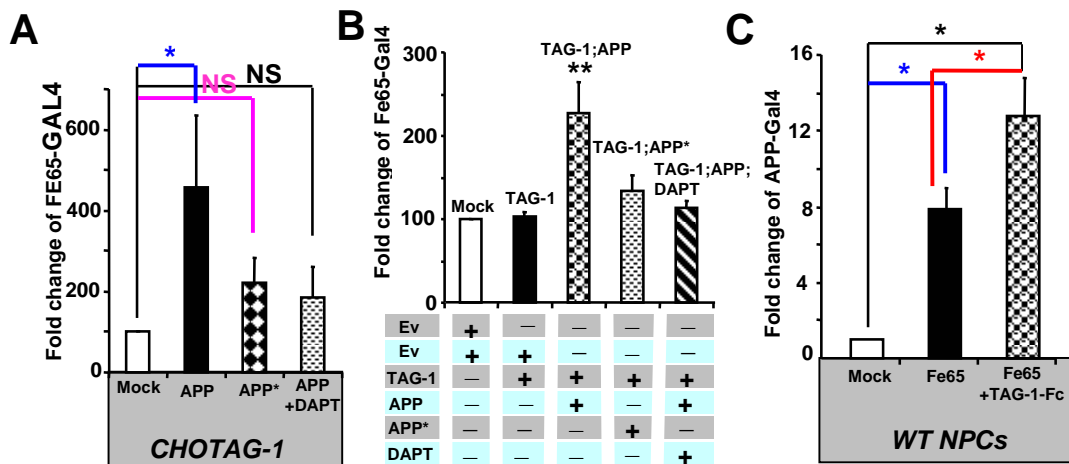 A
Fold change of FE65-GAL4
600
400
200
0
*
NS
NS
Mock
APP
APP*
APP
+DAPT
CHOTAG-1
B
Fold change of Fe65-Gal4
300
200
100
0
Mock
TAG-1
TAG-1;APP
**
TAG-1;APP*
TAG-1;APP;
DAPT
Ev + — — — —
Ev + + — — —
TAG-1 — + + + +
APP — — + — +
APP* — — — + —
DAPT — — — — +
C
Fold change of APP-Gal4
16
12
8
4
0
*
*
*
Mock
Fe65
Fe65
+TAG-1-Fc
WT NPCs